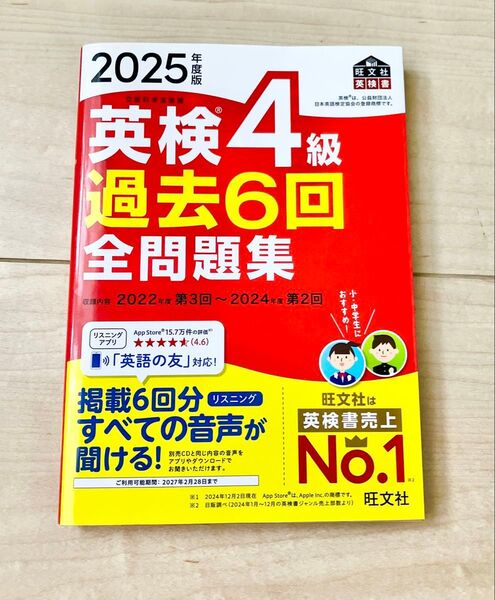 2025年度版
旺文社
英検書
英検®は、公益財団法人
日本英語検定協会の登録商標です。
文部科学省後援
英検®4級
過去6回
全問題集
収録内容 2022年度 第3回〜2024年度 第2回
小・中学生に
おすすめ!
リスニング
アプリ
App Store®15.7万件の評価※1
★★★★★(4.6)
「英語の友」対応!
掲載6回分 リスニング
すべての音声が
聞ける!
別売CDと同じ内容の音声を
アプリやダウンロードで
お聞きいただけます。
ご利用可能期間:2027年2月28日まで
旺文社は
英検書売上
No.1※2
※1 2024年12月2日現在 App Store®は、Apple Inc.の商標です。
※2 日販調べ(2024年1月〜12月の英検書ジャンル売上部数より)
旺文社